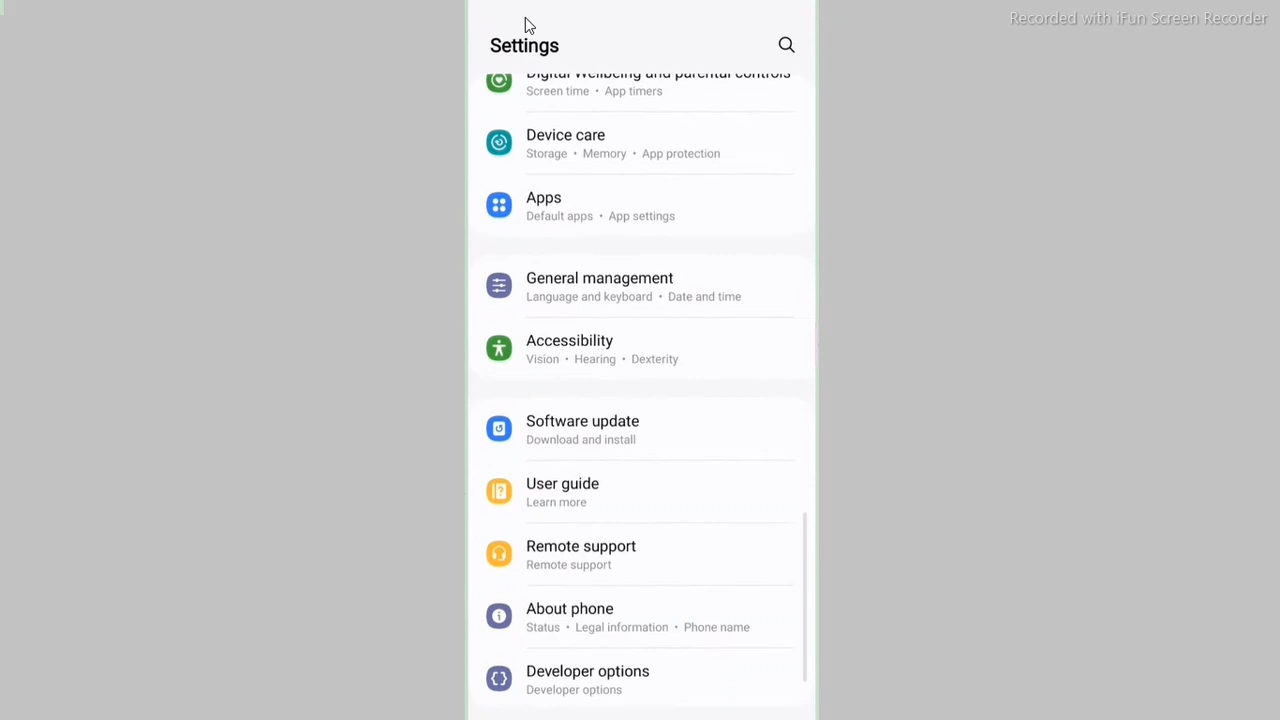 Recorded with iFun Screen Recorder
Settings
Digital Wellbeing and parental controls
Screen time • App timers
Device care
Storage • Memory • App protection
Apps
Default apps • App settings
General management
Language and keyboard • Date and time
Accessibility
Vision • Hearing • Dexterity
Software update
Download and install
User guide
Learn more
Remote support
Remote support
About phone
Status • Legal information • Phone name
Developer options
Developer options